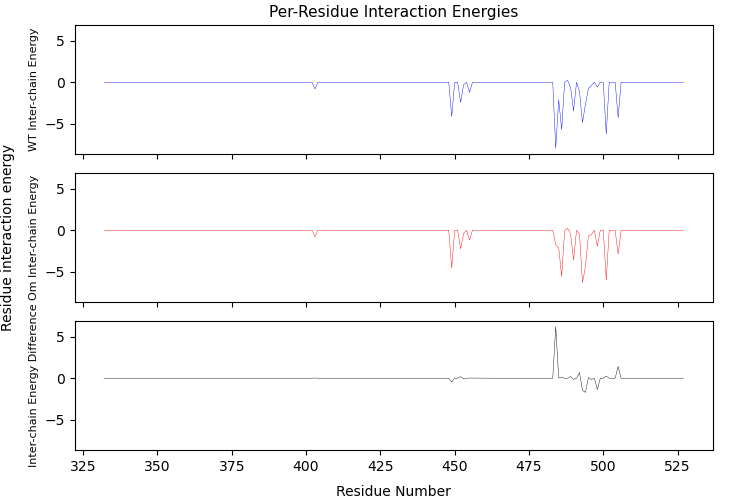 Per-Residue Interaction Energies
Residue interaction energy
WT Inter-chain Energy
5
0
−5
Om Inter-chain Energy
5
0
−5
Inter-chain Energy Difference
5
0
−5
325 350 375 400 425 450 475 500 525
Residue Number